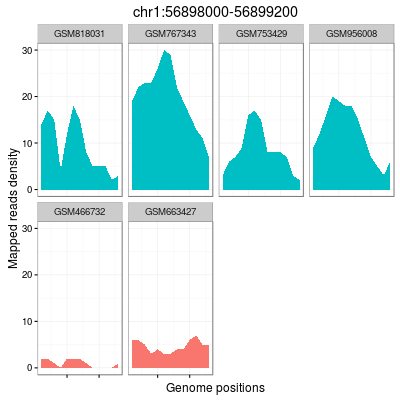 chr1:56898000-56899200
GSM818031 GSM767343 GSM753429 GSM956008
30
20
10
0
Mapped reads density
GSM466732 GSM663427
30
20
10
0
Genome positions